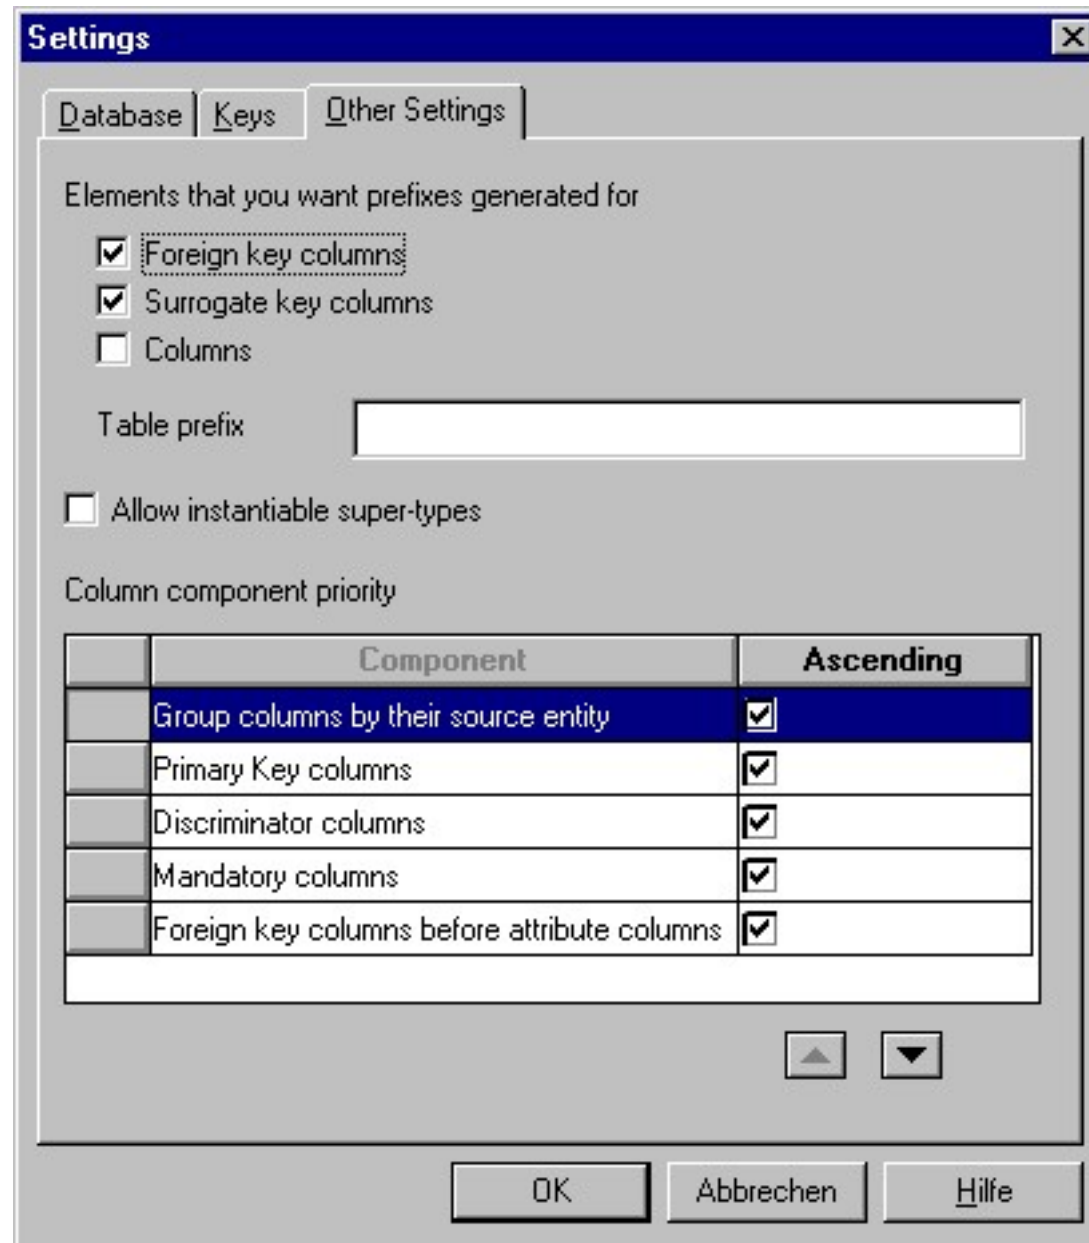 Settings
Database Keys Other Settings
Elements that you want prefixes generated for
Foreign key columns
Surrogate key columns
Columns
Table prefix
Allow instantiable super-types
Column component priority
Component Ascending
Group columns by their source entity
Primary Key columns
Discriminator columns
Mandatory columns
Foreign key columns before attribute columns
OK Abbrechen Hilfe